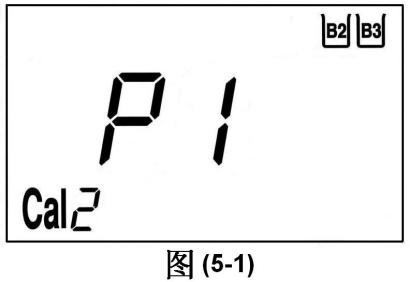 B2 B3
P1
Cal2
图 (5-1)